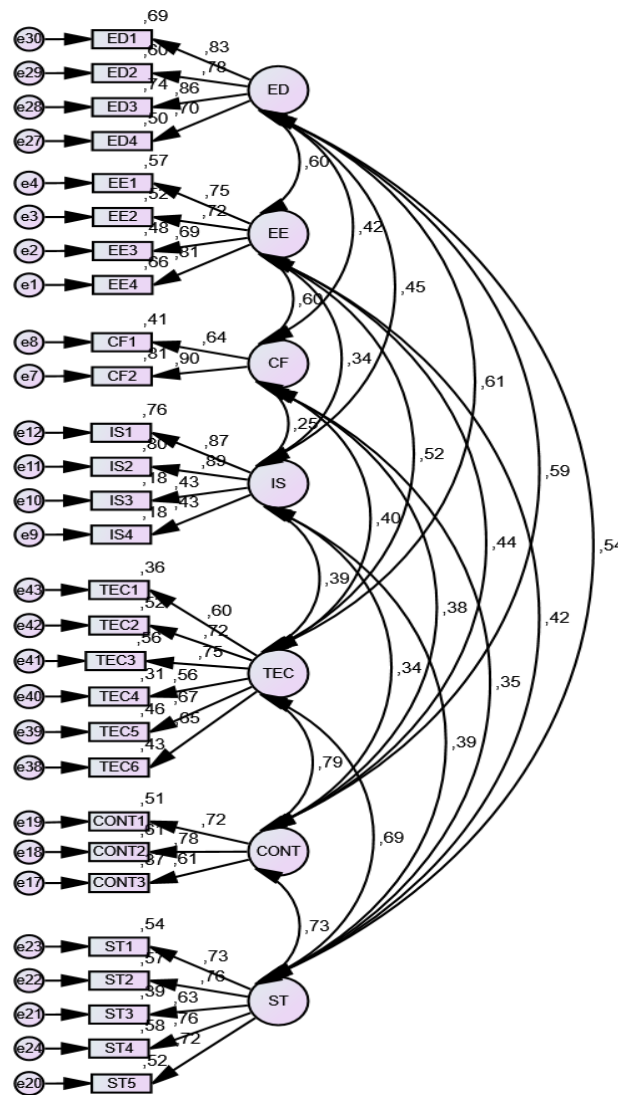 ,69
e30 ED1 ,83
,60
e29 ED2 ,78
,74
e28 ED3 ,86 ED
,50
e27 ED4 ,70
,57
e4 EE1 ,75 ,60
,52
e3 EE2 ,72
,48
e2 EE3 ,69 EE ,42
,66
e1 EE4 ,81
,45
,41
e8 CF1 ,64 ,60
,81
e7 CF2 ,90 CF ,34
,61
,76
e12 IS1 ,87 ,25
,80
e11 IS2 ,89 ,52
,18
e10 IS3 ,43 IS ,59
,18
e9 IS4 ,43
,40 ,44 ,54
,36
e43 TEC1 ,60 ,39
,52
e42 TEC2 ,72 ,38 ,42
,56
e41 TEC3 ,75 TEC ,34
,31
e40 TEC4 ,56 ,35
,46
e39 TEC5 ,67
,43
e38 TEC6 ,65 ,39
,79
,51
e19 CONT1 ,72
,61
e18 CONT2 ,78 CONT ,69
,37
e17 CONT3 ,61
,73
,54
e23 ST1 ,73
,57
e22 ST2 ,76
,39
e21 ST3 ,63 ST
,58
e24 ST4 ,76
,52
e20 ST5 ,72